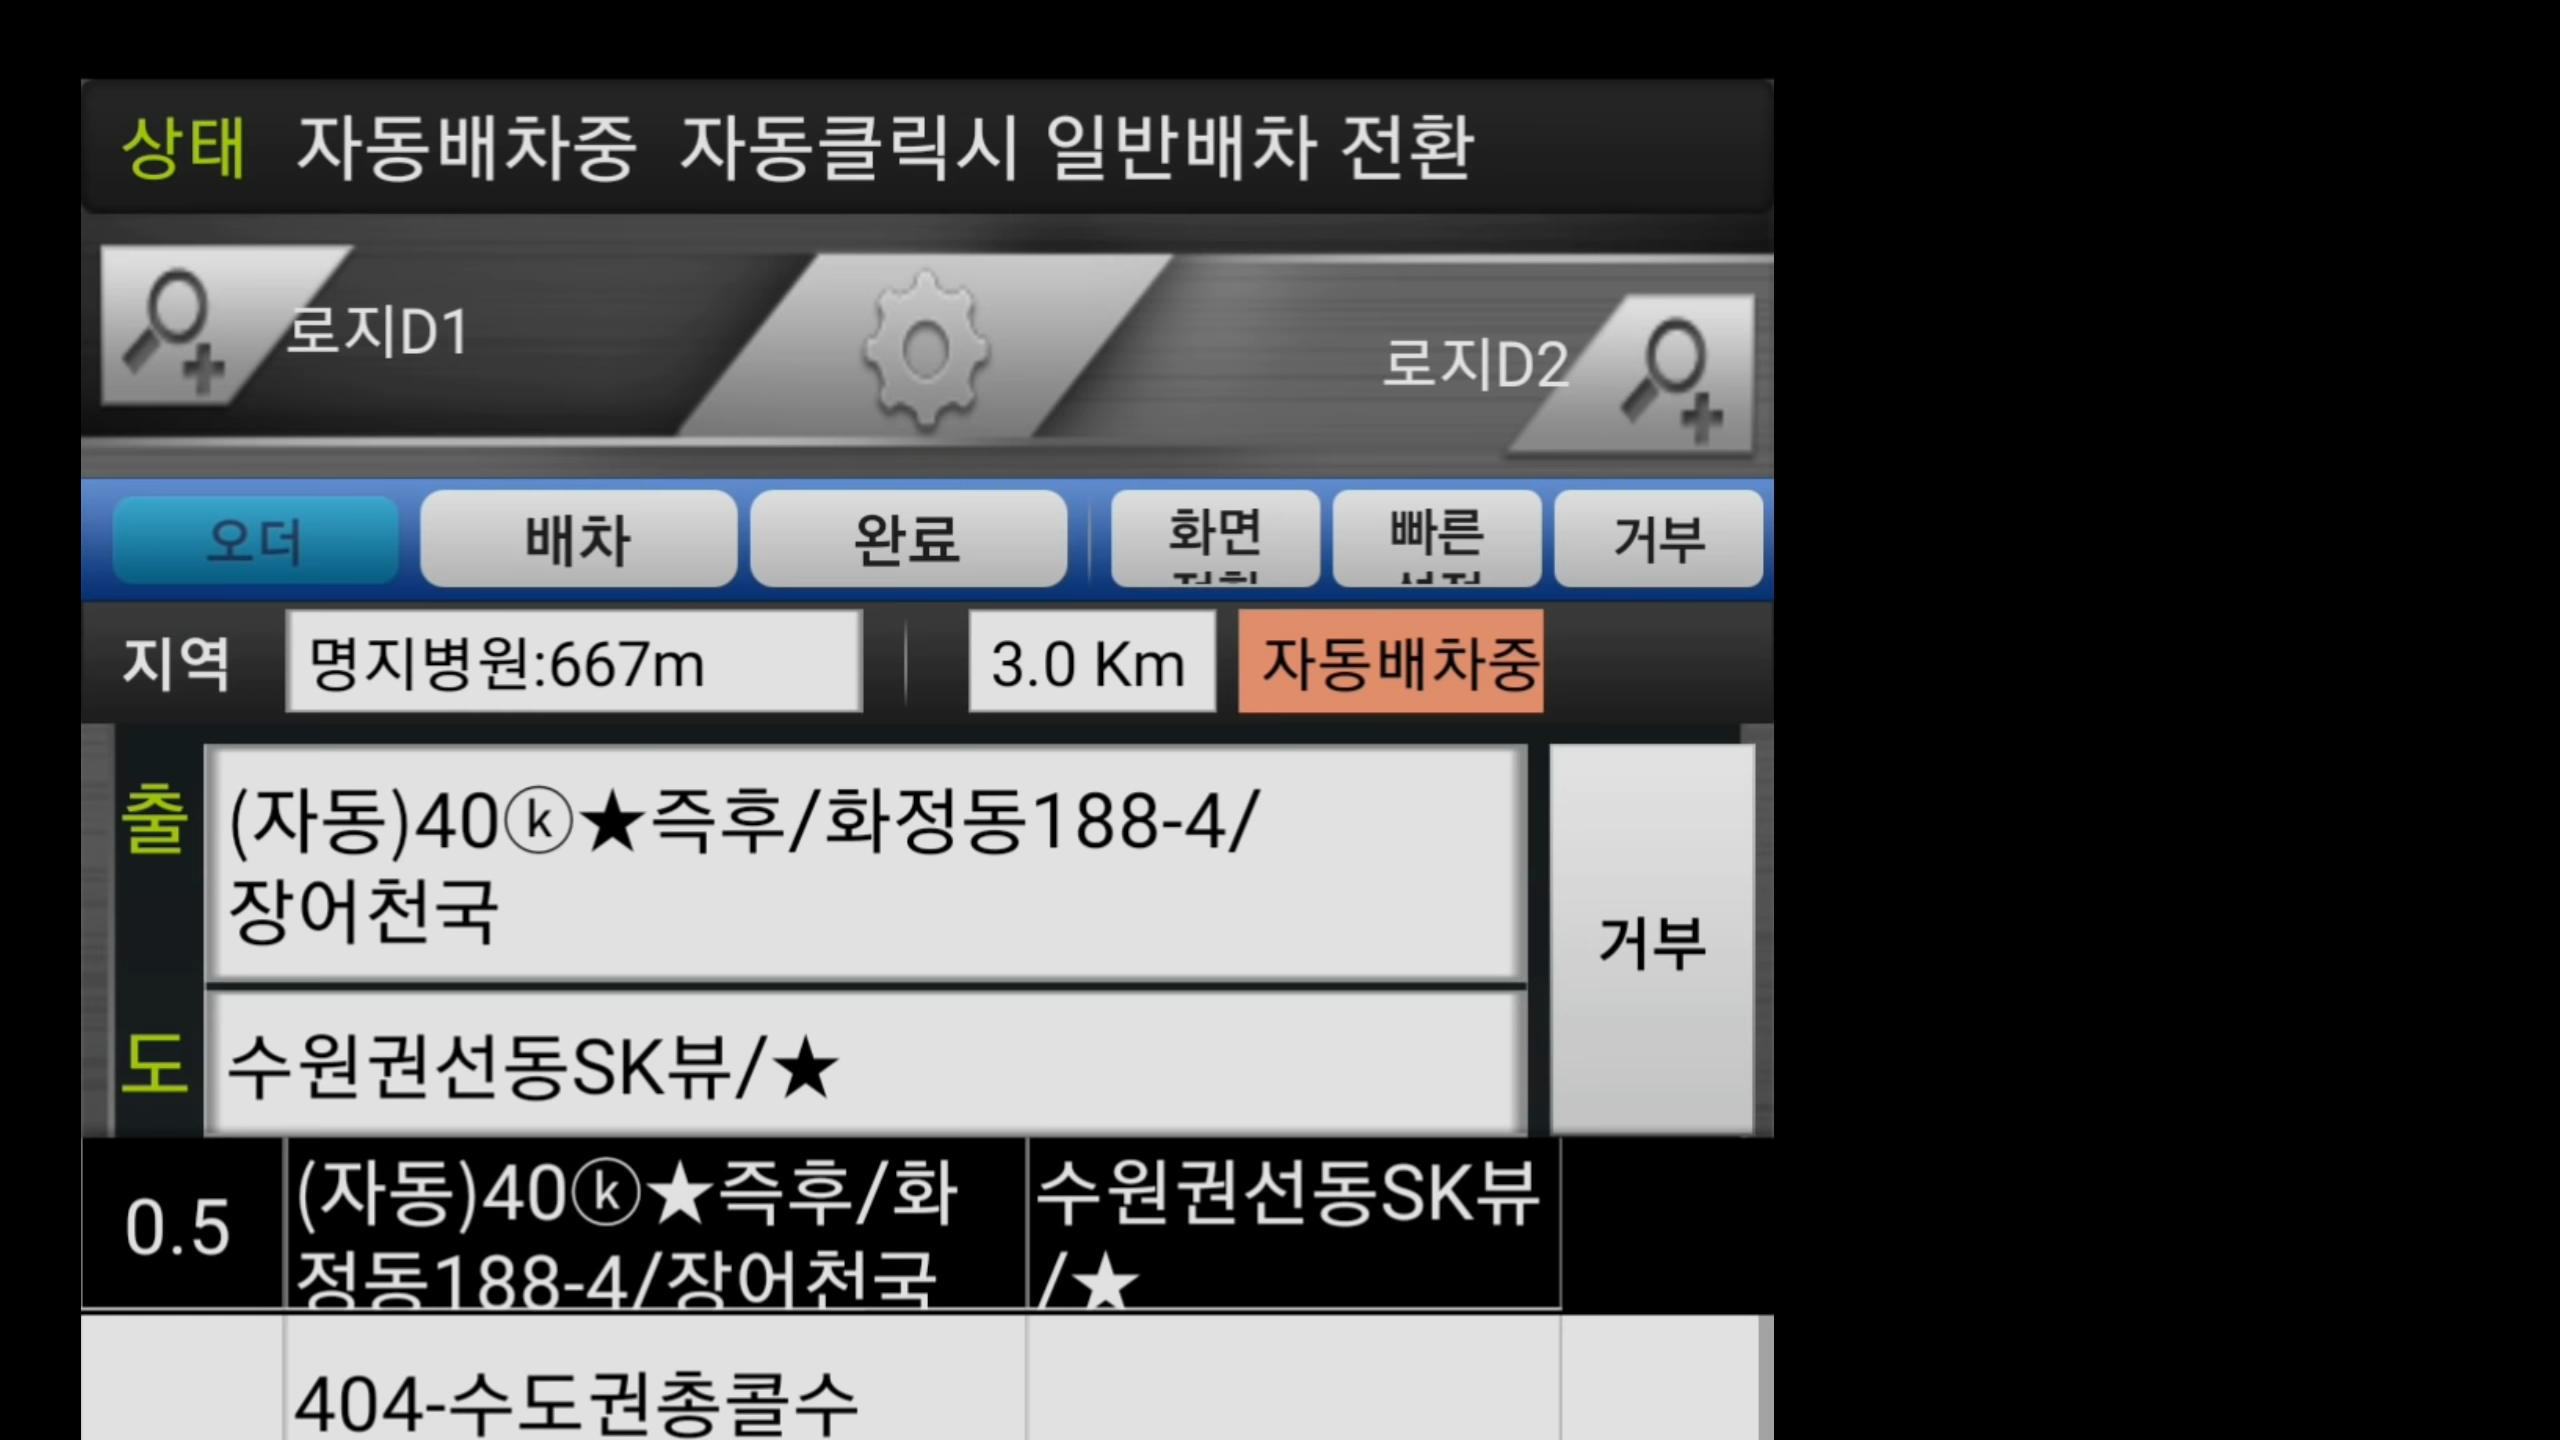 상태 자동배차중 자동클릭시 일반배차 전환
로지D1
로지D2
오더 배차 완료 화면 빠른 거부
지역 명지병원:667m 3.0 Km 자동배차중
출 (자동)40ⓚ★즉후/화정동188-4/
장어천국
거부
도 수원권선동SK뷰/★
0.5 (자동)40ⓚ★즉후/화 수원권선동SK뷰
정동188-4/장어천국 /★
404-수도권총콜수